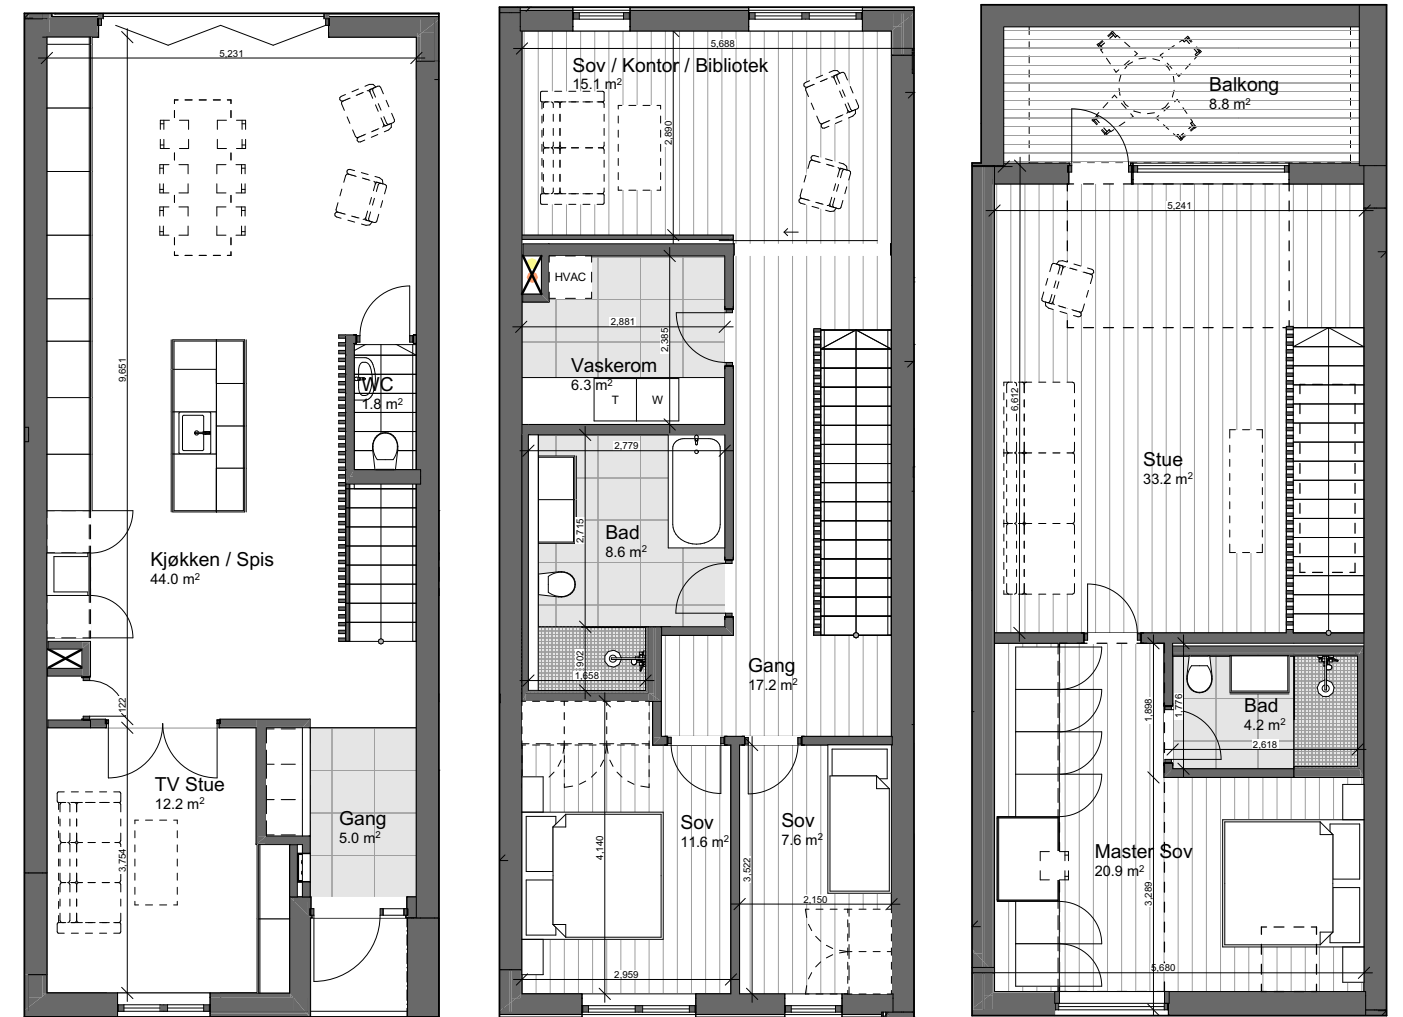 5,231
9,651
WC
1.8 m²
Kjøkken / Spis
44.0 m²
122
TV Stue
12.2 m²
Gang
5.0 m²
3,754
5,688
Sov / Kontor / Bibliotek
15.1 m²
2,890
HVAC
2,881
2,385
Vaskerom
6.3 m²
T
W
2,779
2,715
Bad
8.6 m²
902
1,658
Gang
17.2 m²
Sov
11.6 m²
4,140
Sov
7.6 m²
3,522
2,150
2,959
Balkong
8.8 m²
5,241
6,612
Stue
33.2 m²
1,898
1,776
Bad
4.2 m²
2,618
Master Sov
20.9 m²
3,289
5,680